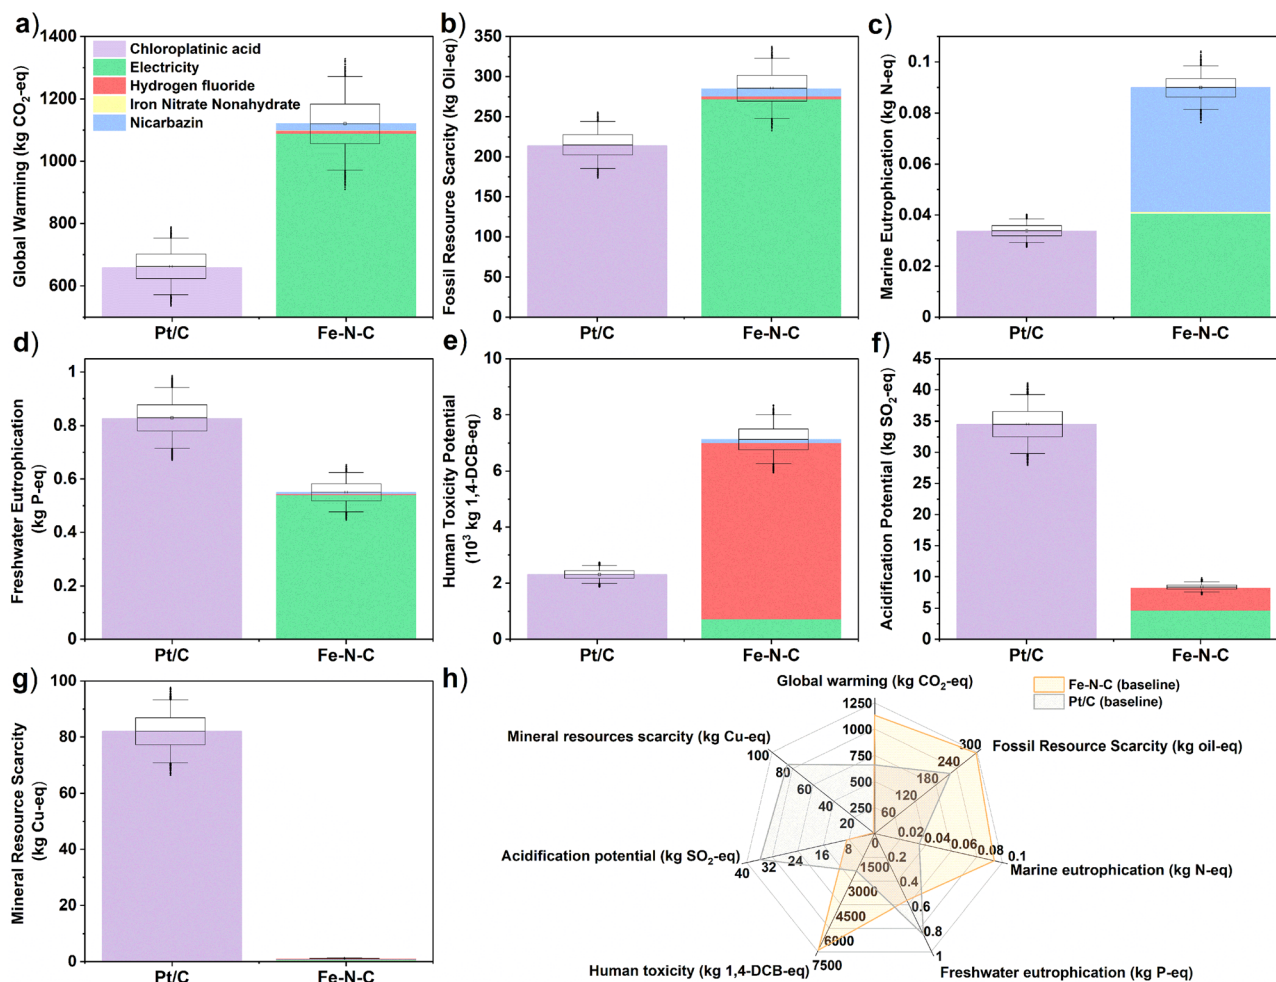 a)
Global Warming (kg CO₂-eq)
1400
1200
1000
800
600
Chloroplatinic acid
Electricity
Hydrogen fluoride
Iron Nitrate Nonahydrate
Nicarbazin
Pt/C
Fe-N-C
b)
Fossil Resource Scarcity (kg Oil-eq)
350
300
250
200
150
100
50
0
Pt/C
Fe-N-C
c)
Marine Eutrophication (kg N-eq)
0.1
0.08
0.06
0.04
0.02
0
Pt/C
Fe-N-C
d)
Freshwater Eutrophication
(kg P-eq)
1
0.8
0.6
0.4
0.2
0
Pt/C
Fe-N-C
e)
Human Toxicity Potential
(10³ kg 1,4-DCB-eq)
10
8
6
4
2
0
Pt/C
Fe-N-C
f)
Acidification Potential (kg SO₂-eq)
45
40
35
30
25
20
15
10
5
0
Pt/C
Fe-N-C
g)
Mineral Resource Scarcity
(kg Cu-eq)
100
80
60
40
20
0
Pt/C
Fe-N-C
h)
Fe-N-C (baseline)
Pt/C (baseline)
Global warming (kg CO₂-eq)
1250
1000
750
500
250
Fossil Resource Scarcity (kg oil-eq)
300
240
180
120
60
Marine eutrophication (kg N-eq)
0.02
0.04
0.06
0.08
0.1
Freshwater eutrophication (kg P-eq)
0
0.2
0.4
0.6
0.8
1
Human toxicity (kg 1,4-DCB-eq)
1500
3000
4500
6000
7500
Acidification potential (kg SO₂-eq)
8
16
24
32
40
Mineral resources scarcity (kg Cu-eq)
20
40
60
80
100